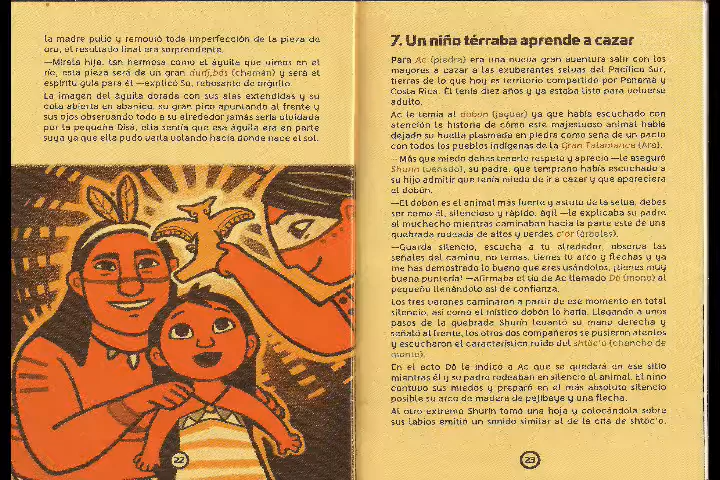 la madre pulió y removió toda imperfección de la pieza de
oro, el resultado final era sorprendente.
—Mírala hija, tan hermosa como el águila que vimos en el
río, esta pieza será de un gran (chamán) y será el
espíritu guía para él —explicó Su, rebosante de orgullo.
La imagen del águila dorada con sus alas extendidas y su
cola abierta en abanico, su gran pico apuntando al frente y
sus ojos observando todo a su alrededor jamás sería olvidada
por la pequeña Disá, ella sentía que esa águila era en parte
suya ya que ella pudo verla volando hacia donde nace el sol.
22
7. Un niño térraba aprende a cazar
Para Ac (piedra) era una nueva gran aventura salir con los
mayores a cazar a las exuberantes selvas del Pacífico Sur,
tierras de lo que hoy es territorio compartido por Panamá y
Costa Rica. Él tenía diez años y ya estaba listo para volverse
adulto.
Ac le temía al dobón (jaguar) ya que había escuchado con
atención la historia de cómo este majestuoso animal había
dejado su huella plasmada en piedra como seña de un pacto
con todos los pueblos indígenas de la Gran Talamanca (Ara).
—Más que miedo debes tenerle respeto y aprecio —le aseguró
Shurin (venado), su padre, que temprano había escuchado a
su hijo admitir que tenía miedo de ir a cazar y que apareciera
el dobón.
—El dobón es el animal más fuerte y astuto de la selva, debes
ser como él, silencioso y rápido, ágil —le explicaba su padre
al muchacho mientras caminaban hacia la parte este de una
quebrada rodeada de altos y verdes c'or (árboles).
—Guarda silencio, escucha a tu alrededor, observa las
señales del camino, no temas, tienes tu arco y flechas y ya
me has demostrado lo bueno que eres usándolos, ¡tienes muy
buena puntería! —afirmaba el tío de Ac llamado Dö (mono) al
pequeño llenándolo así de confianza.
Los tres varones caminaron a partir de ese momento en total
silencio, así como el místico dobón lo haría. Llegando a unos
pasos de la quebrada Shurín levantó su mano derecha y
señaló al frente, los otros dos compañeros se pusieron atentos
y escucharon el característico ruido del shtöc'o (chancho de
monte).
En el acto Dö le indicó a Ac que se quedara en ese sitio
mientras él y su padre rodeaban en silencio al animal. El niño
contuvo sus miedos y preparó en el más absoluto silencio
posible su arco de madera de pejibaye y una flecha.
Al otro extremo Shurin tomó una hoja y colocándola sobre
sus labios emitió un sonido similar al de la cría de shtöc'o.
23